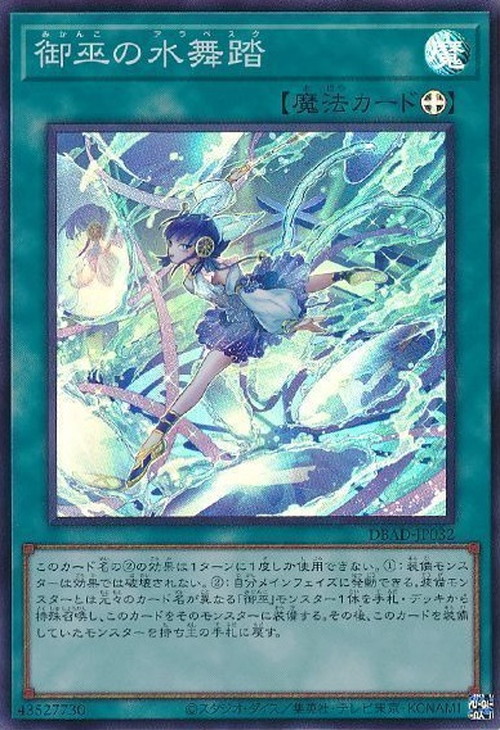 みかんこ アラベスク
御巫の水舞踏
魔
【魔法カード】
DBAD-JP032
このカード名の②の効果は1ターンに1度しか使用できない。①:装備モンス
ターは効果では破壊されない。②:自分メインフェイズに発動できる。装備モン
スターとは元々のカード名が異なる「御巫」モンスター1体を手札・デッキから
特殊召喚し、このカードをそのモンスターに装備する。その後、このカードを装備
していたモンスターを持ち主の手札に戻す。
43527730
©スタジオ・ダイス/集英社・テレビ東京・KONAMI